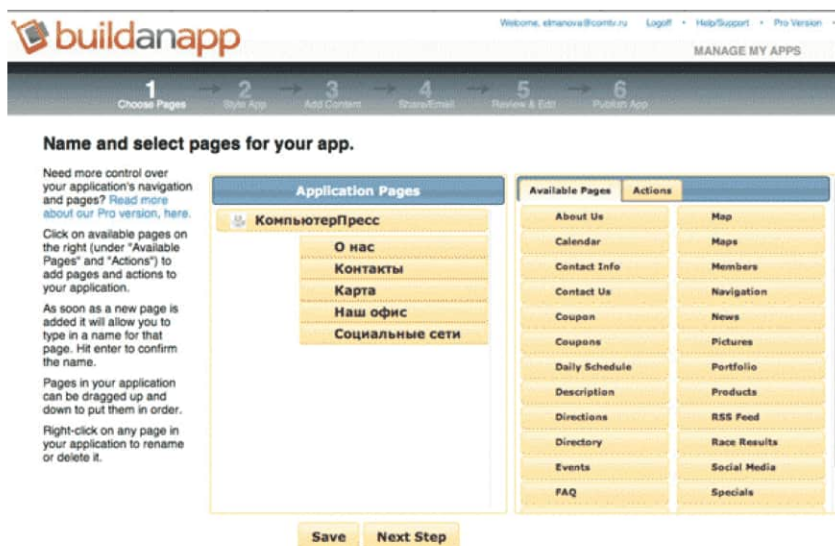 buildanapp
Welcome, elmanova@comtv.ru Logoff • Help/Support • Pro Version •
MANAGE MY APPS
1 → 2 → 3 → 4 → 5 → 6
Choose Pages Style App Add Content Share/Email Review & Edit Publish App
Name and select pages for your app.
Need more control over
your application's navigation
and pages? Read more
about our Pro version, here.
Click on available pages on
the right (under "Available
Pages" and "Actions") to
add pages and actions to
your application.
As soon as a new page is
added it will allow you to
type in a name for that
page. Hit enter to confirm
the name.
Pages in your application
can be dragged up and
down to put them in order.
Right-click on any page in
your application to rename
or delete it.
Application Pages
КомпьютерПресс
О нас
Контакты
Карта
Наш офис
Социальные сети
Available Pages Actions
About Us Map
Calendar Maps
Contact Info Members
Contact Us Navigation
Coupon News
Coupons Pictures
Daily Schedule Portfolio
Description Products
Directions RSS Feed
Directory Race Results
Events Social Media
FAQ Specials
Save Next Step